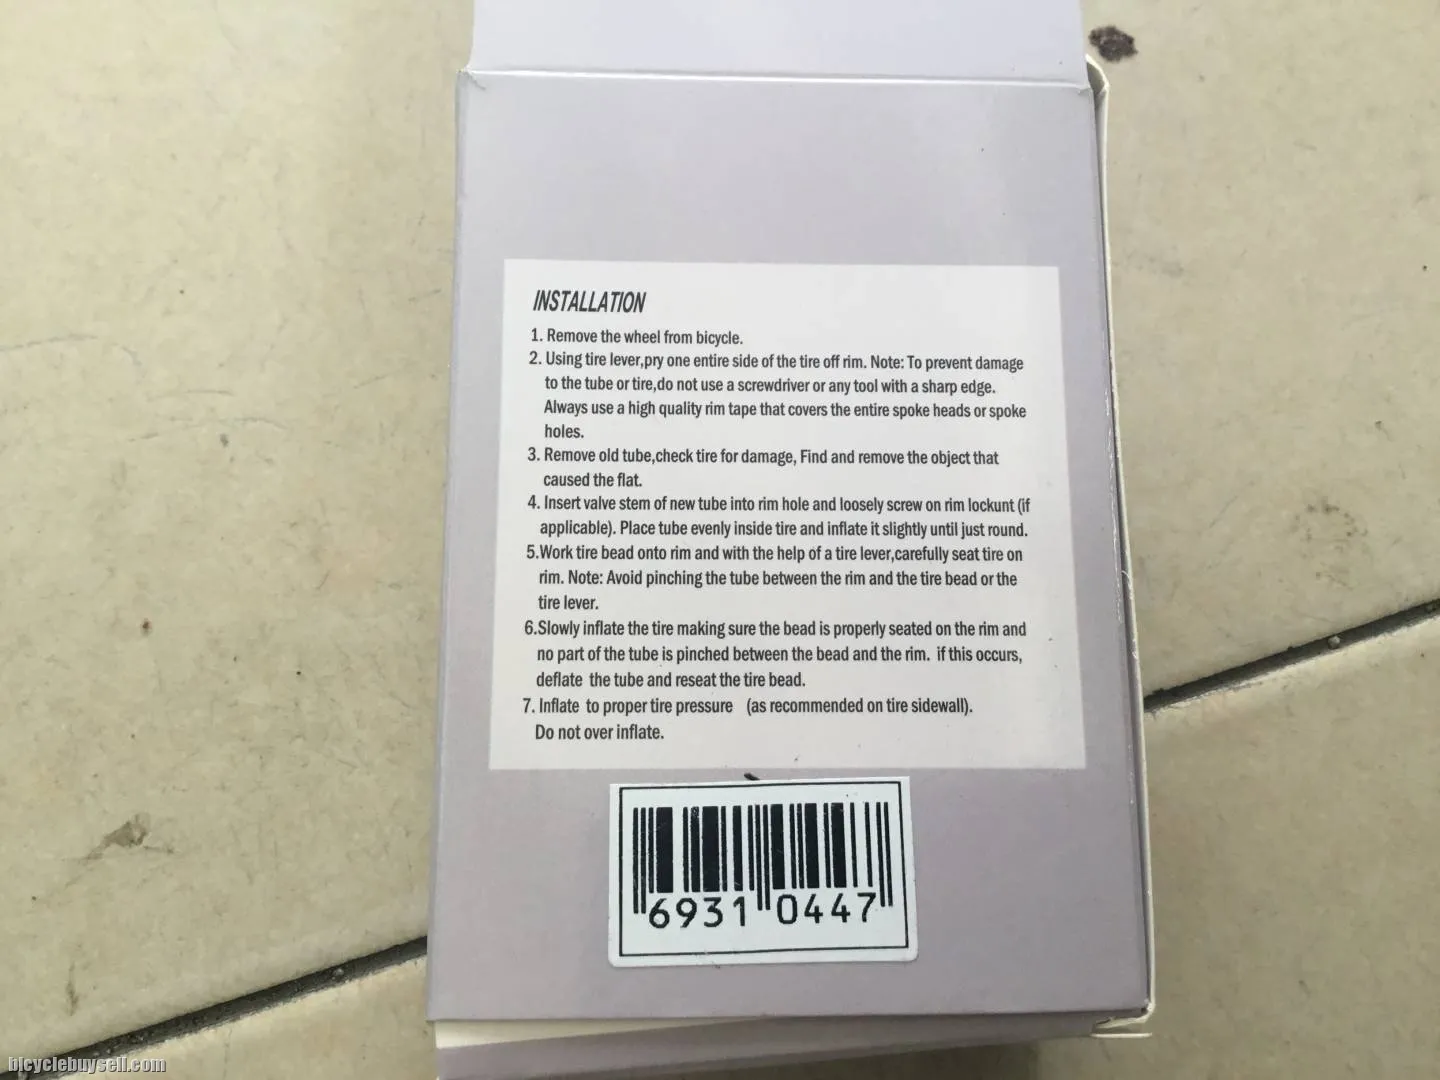 INSTALLATION
1. Remove the wheel from bicycle.
2. Using tire lever,pry one entire side of the tire off rim. Note: To prevent damage
to the tube or tire,do not use a screwdriver or any tool with a sharp edge.
Always use a high quality rim tape that covers the entire spoke heads or spoke
holes.
3. Remove old tube,check tire for damage, Find and remove the object that
caused the flat.
4. Insert valve stem of new tube into rim hole and loosely screw on rim lockunt (if
applicable). Place tube evenly inside tire and inflate it slightly until just round.
5.Work tire bead onto rim and with the help of a tire lever,carefully seat tire on
rim. Note: Avoid pinching the tube between the rim and the tire bead or the
tire lever.
6.Slowly inflate the tire making sure the bead is properly seated on the rim and
no part of the tube is pinched between the bead and the rim. if this occurs,
deflate the tube and reseat the tire bead.
7. Inflate to proper tire pressure (as recommended on tire sidewall).
Do not over inflate.
6931 0447
bicyclebuysell.com